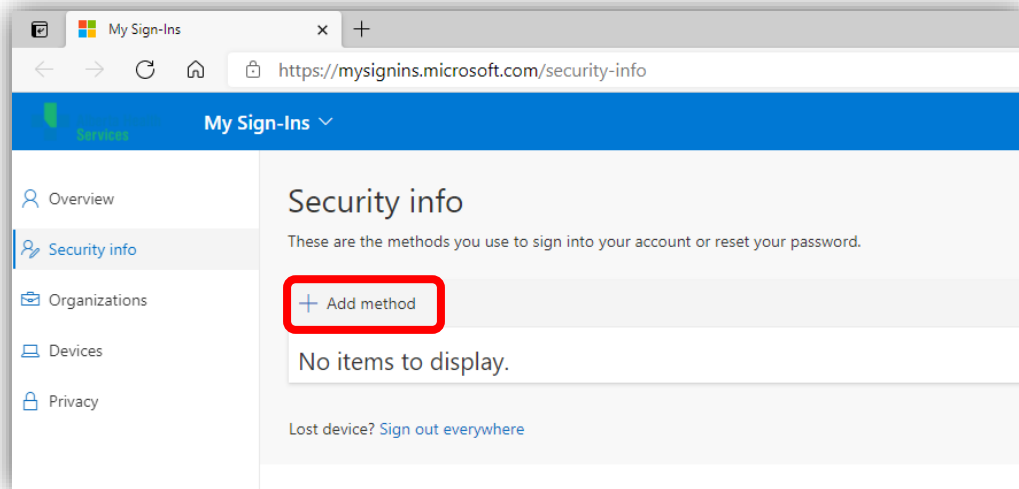 My Sign-Ins
https://mysignins.microsoft.com/security-info
Services
My Sign-Ins
Overview
Security info
Organizations
Devices
Privacy
Security info
These are the methods you use to sign into your account or reset your password.
Add method
No items to display.
Lost device? Sign out everywhere